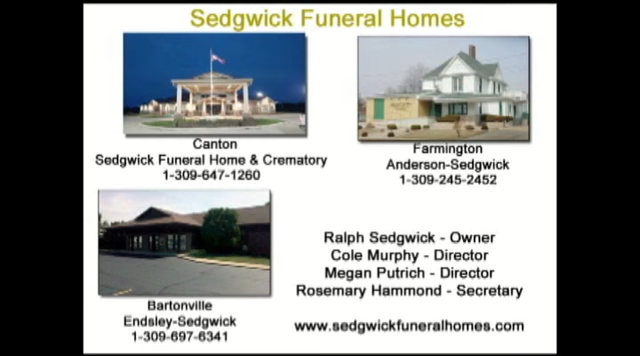 Sedgwick Funeral Homes
Canton
Sedgwick Funeral Home & Crematory
1-309-647-1260
Farmington
Anderson-Sedgwick
1-309-245-2452
Bartonville
Endsley-Sedgwick
1-309-697-6341
Ralph Sedgwick - Owner
Cole Murphy - Director
Megan Putrich - Director
Rosemary Hammond - Secretary
www.sedgwickfuneralhomes.com